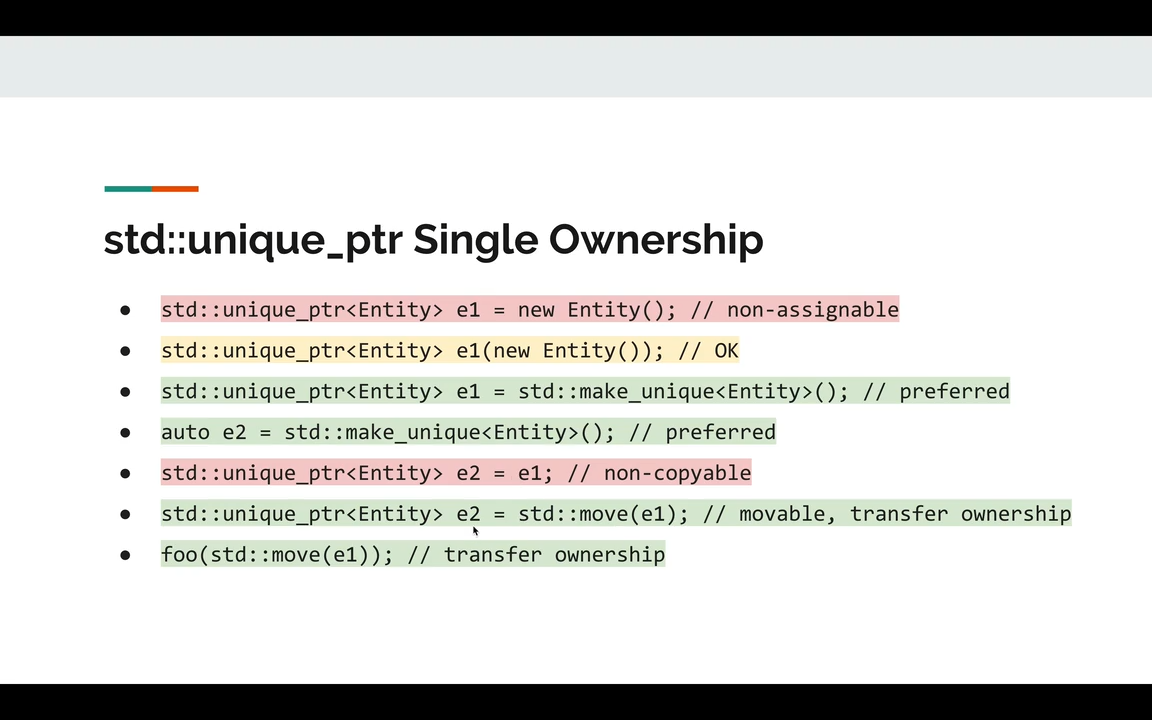 std::unique_ptr Single Ownership
● std::unique_ptr<Entity> e1 = new Entity(); // non-assignable
● std::unique_ptr<Entity> e1(new Entity()); // OK
● std::unique_ptr<Entity> e1 = std::make_unique<Entity>(); // preferred
● auto e2 = std::make_unique<Entity>(); // preferred
● std::unique_ptr<Entity> e2 = e1; // non-copyable
● std::unique_ptr<Entity> e2 = std::move(e1); // movable, transfer ownership
● foo(std::move(e1)); // transfer ownership